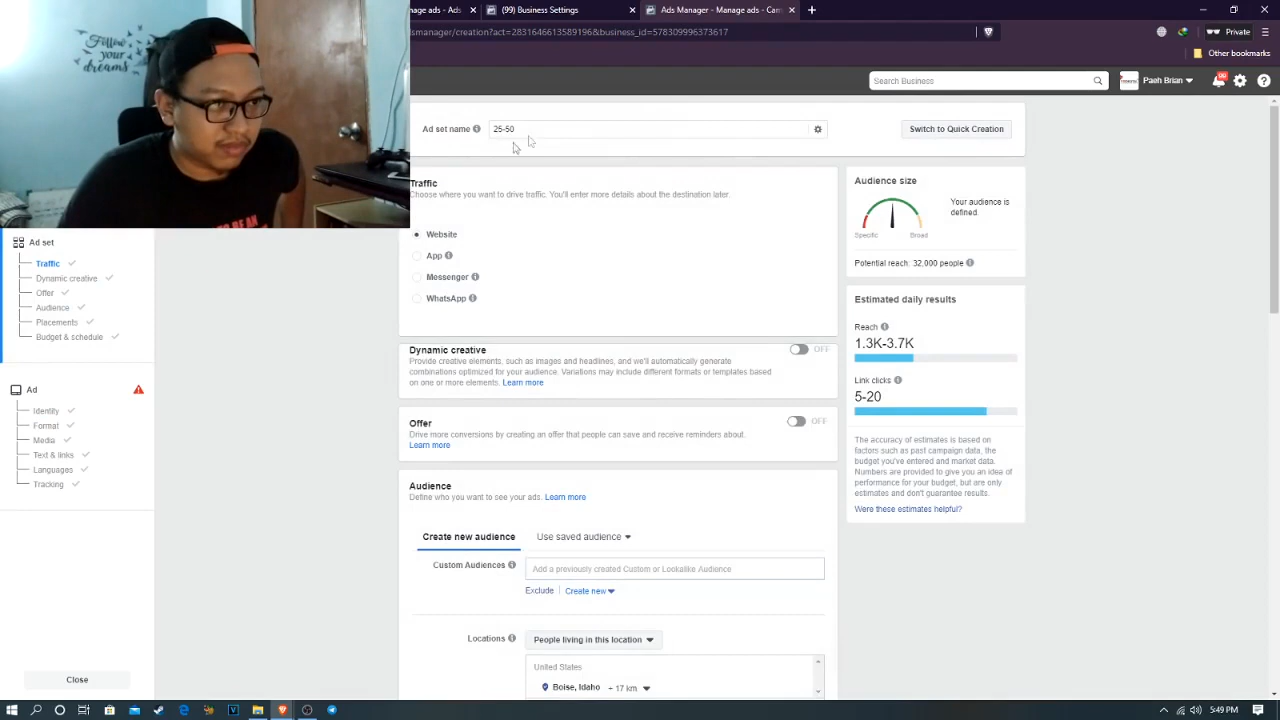 Follow
your
dreams
nage ads - Cam
(99) Business Settings
Ads Manager - Manage ads - Cam
smanager/creation?act=2831646613589196&business_id=578309996373617
Private
Other bookmarks
Search Business
Paeh Brian
Ad set name
25-50
Switch to Quick Creation
Traffic
Choose where you want to drive traffic. You'll enter more details about the destination later.
Website
App
Messenger
WhatsApp
Audience size
Your audience is
defined.
Specific
Broad
Potential reach: 32,000 people
Ad set
Traffic
Dynamic creative
Offer
Audience
Placements
Budget & schedule
Ad
Identity
Format
Media
Text & links
Languages
Tracking
Close
Dynamic creative
OFF
Provide creative elements, such as images and headlines, and we'll automatically generate
combinations optimized for your audience. Variations may include different formats or templates based
on one or more elements. Learn more
Offer
OFF
Drive more conversions by creating an offer that people can save and receive reminders about.
Learn more
Estimated daily results
Reach
1.3K-3.7K
Link clicks
5-20
The accuracy of estimates is based on
factors such as past campaign data, the
budget you've entered and market data.
Numbers are provided to give you an idea of
performance for your budget, but are only
estimates and don't guarantee results.
Were these estimates helpful?
Audience
Define who you want to see your ads. Learn more
Create new audience
Use saved audience
Custom Audiences
Add a previously created Custom or Lookalike Audience
Exclude
Create new
Locations
People living in this location
United States
Boise, Idaho + 17 km
5:49 PM